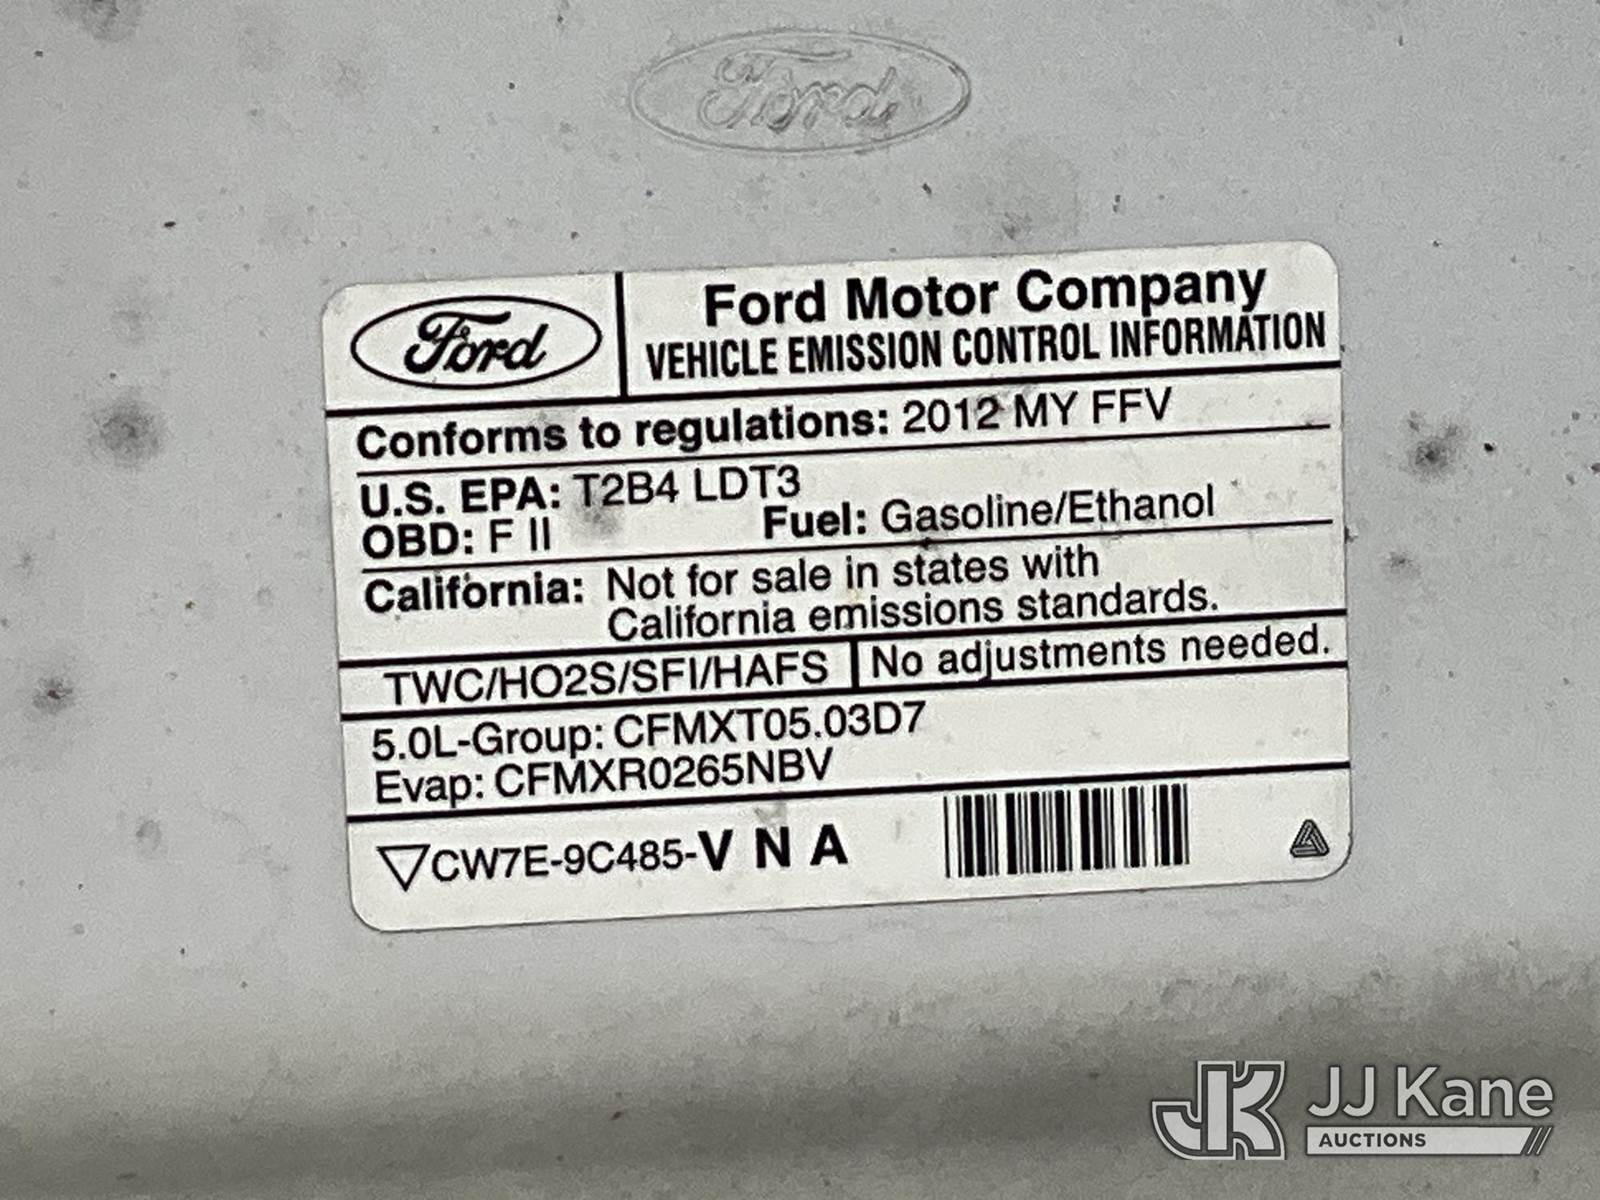 Ford
Ford
Ford Motor Company
VEHICLE EMISSION CONTROL INFORMATION
Conforms to regulations: 2012 MY FFV
U.S. EPA: T2B4 LDT3
OBD: F II Fuel: Gasoline/Ethanol
California: Not for sale in states with
California emissions standards.
TWC/HO2S/SFI/HAFS No adjustments needed.
5.0L-Group: CFMXT05.03D7
Evap: CFMXR0265NBV
CW7E-9C485-V N A
JK JJ Kane
AUCTIONS